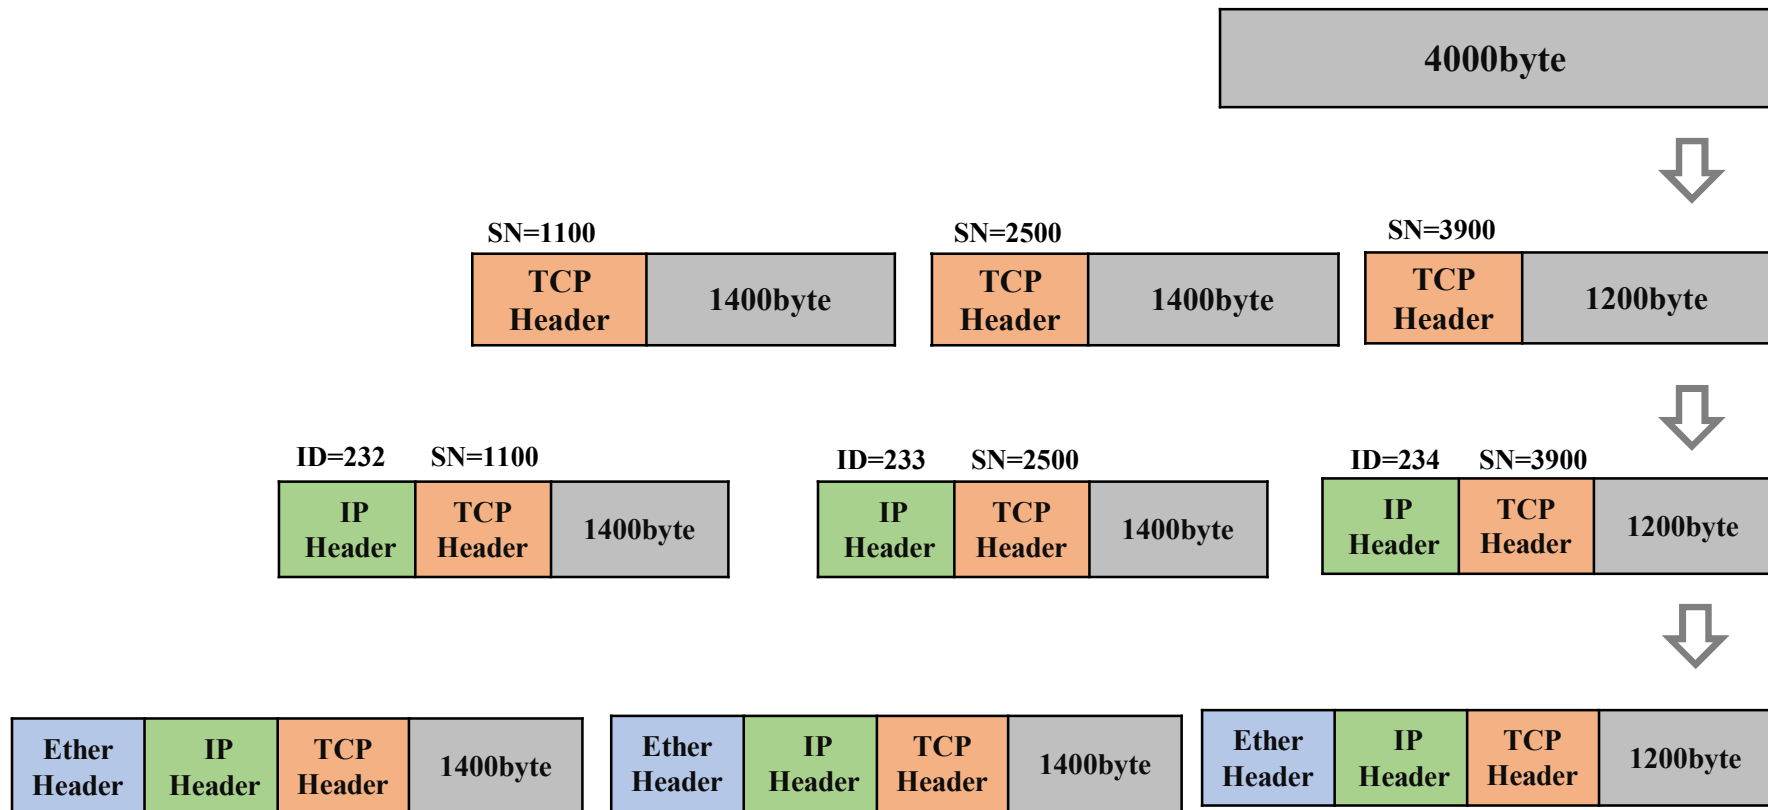 4000byte
SN=1100
SN=2500
SN=3900
TCP
Header
1400byte
TCP
Header
1400byte
TCP
Header
1200byte
ID=232
SN=1100
ID=233
SN=2500
ID=234
SN=3900
IP
Header
TCP
Header
1400byte
IP
Header
TCP
Header
1400byte
IP
Header
TCP
Header
1200byte
Ether
Header
IP
Header
TCP
Header
1400byte
Ether
Header
IP
Header
TCP
Header
1400byte
Ether
Header
IP
Header
TCP
Header
1200byte